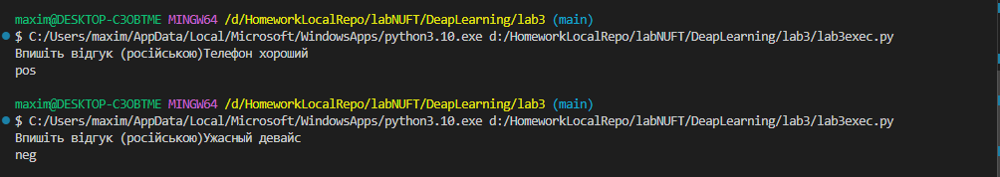 maxim@DESKTOP-C3OBTME MINGW64 /d/HomeworkLocalRepo/labNUFT/DeapLearning/lab3 (main)
$ C:/Users/maxim/AppData/Local/Microsoft/WindowsApps/python3.10.exe d:/HomeworkLocalRepo/labNUFT/DeapLearning/lab3/lab3exec.py
Впишіть відгук (російською)Телефон хороший
pos
maxim@DESKTOP-C3OBTME MINGW64 /d/HomeworkLocalRepo/labNUFT/DeapLearning/lab3 (main)
$ C:/Users/maxim/AppData/Local/Microsoft/WindowsApps/python3.10.exe d:/HomeworkLocalRepo/labNUFT/DeapLearning/lab3/lab3exec.py
Впишіть відгук (російською)Ужасный девайс
neg